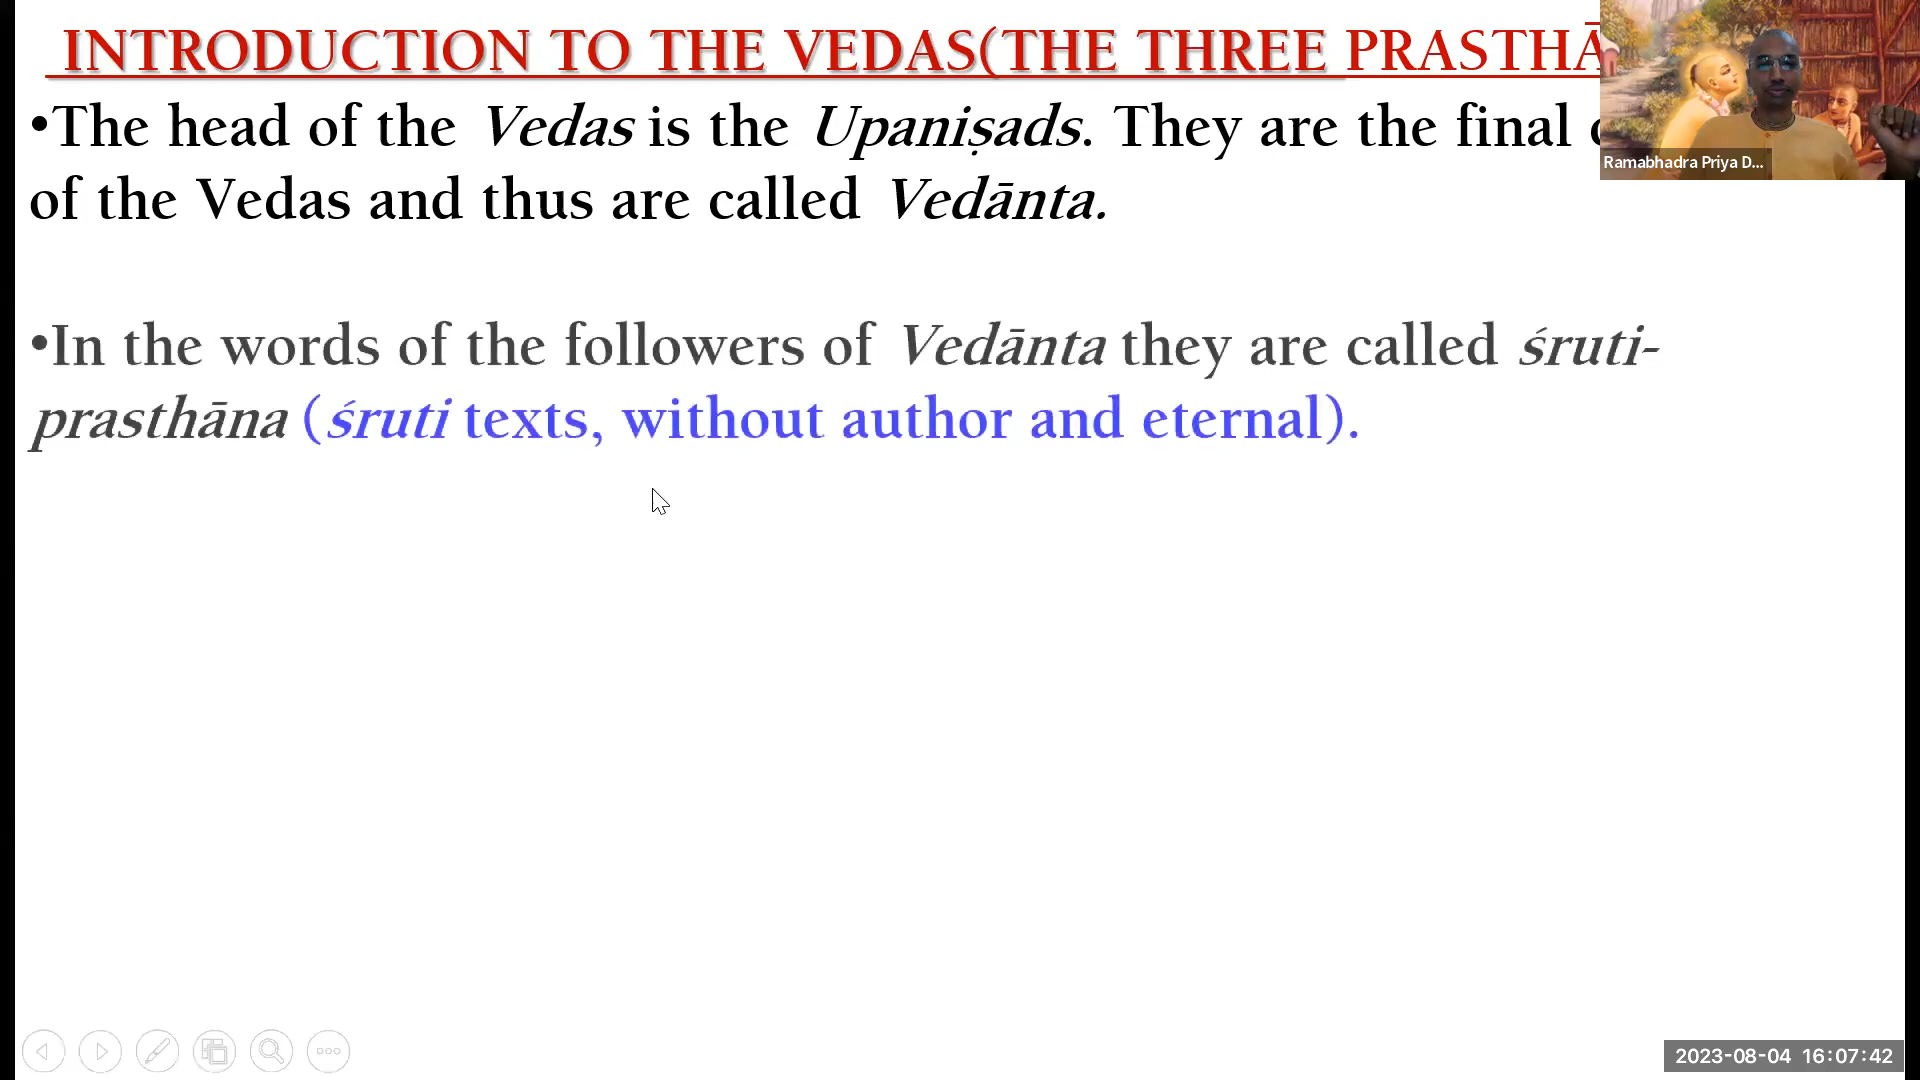 INTRODUCTION TO THE VEDAS(THE THREE
•The head of the Vedas is the Upaniṣads. They are the final
of the Vedas and thus are called Vedānta.
•In the words of the followers of Vedānta they are called śruti-
prasthāna (śruti texts, without author and eternal).
Ramabhadra Priya D...
2023-08-04 16:07:42